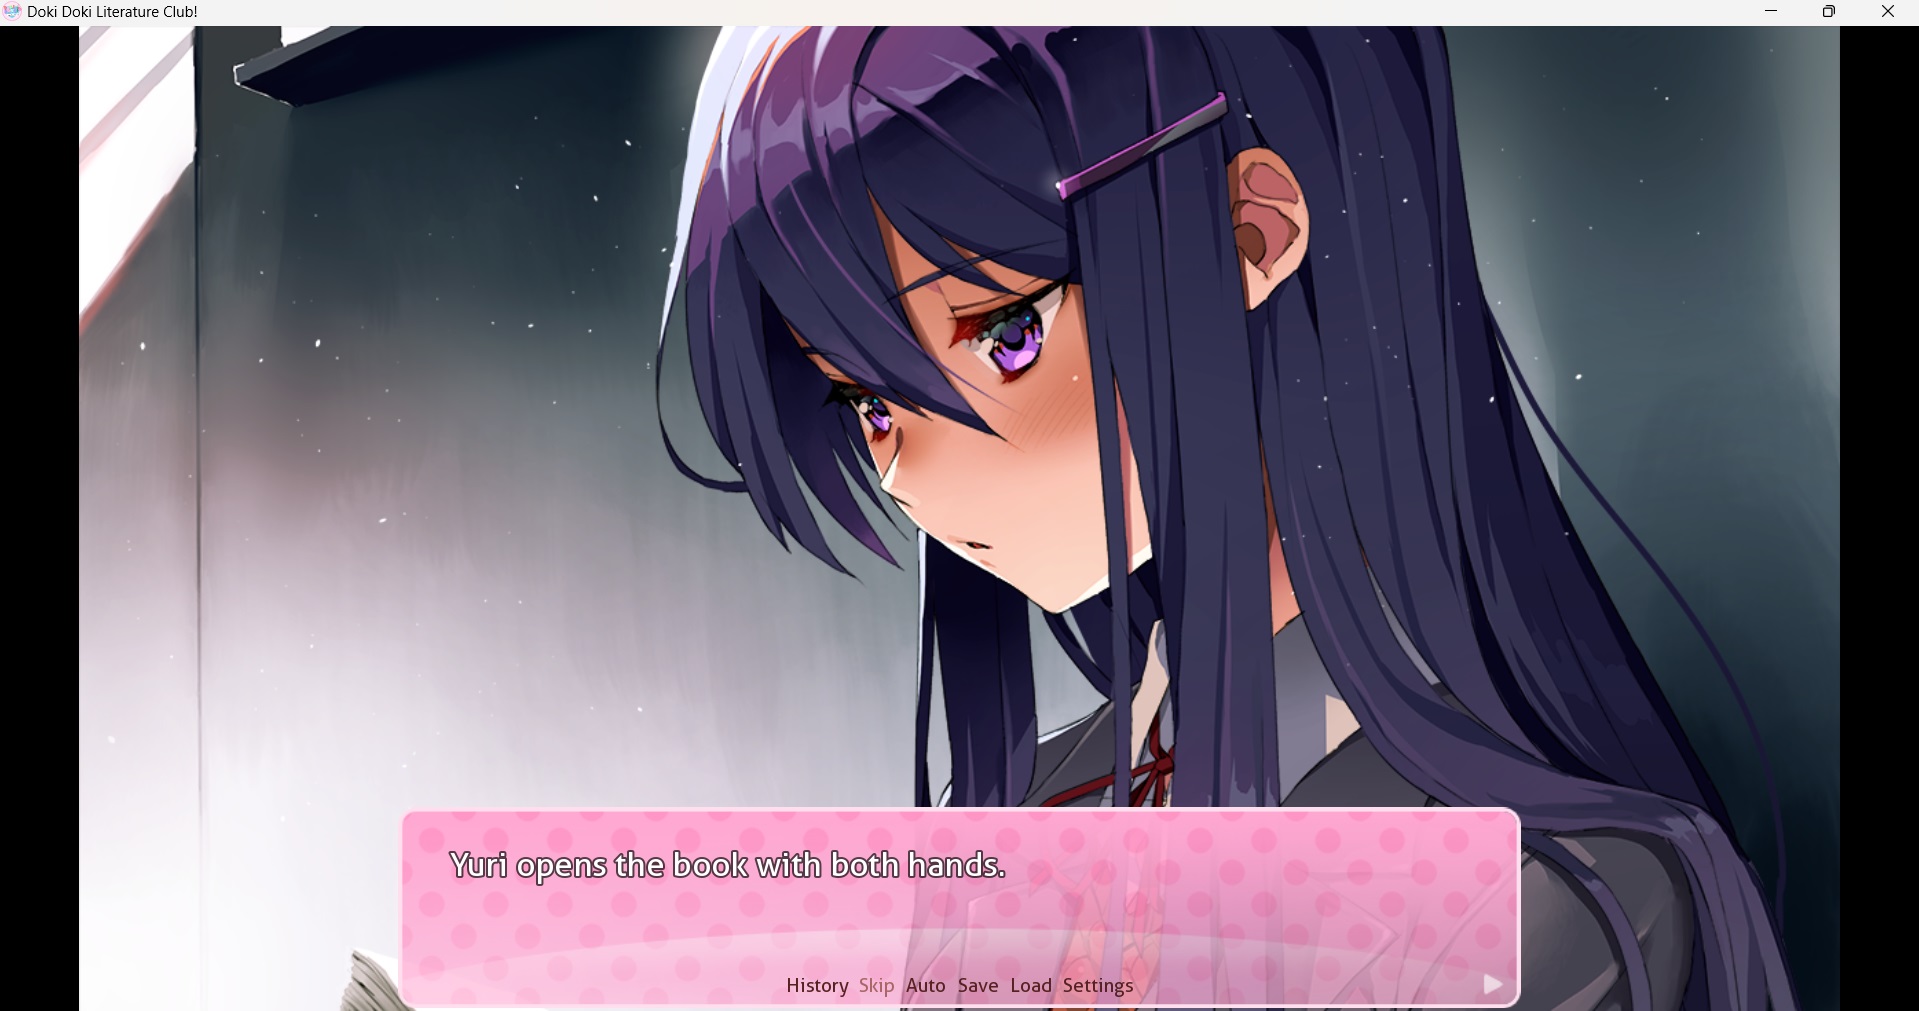 Doki Doki Literature Club!
Yuri opens the book with both hands.
History Skip Auto Save Load Settings